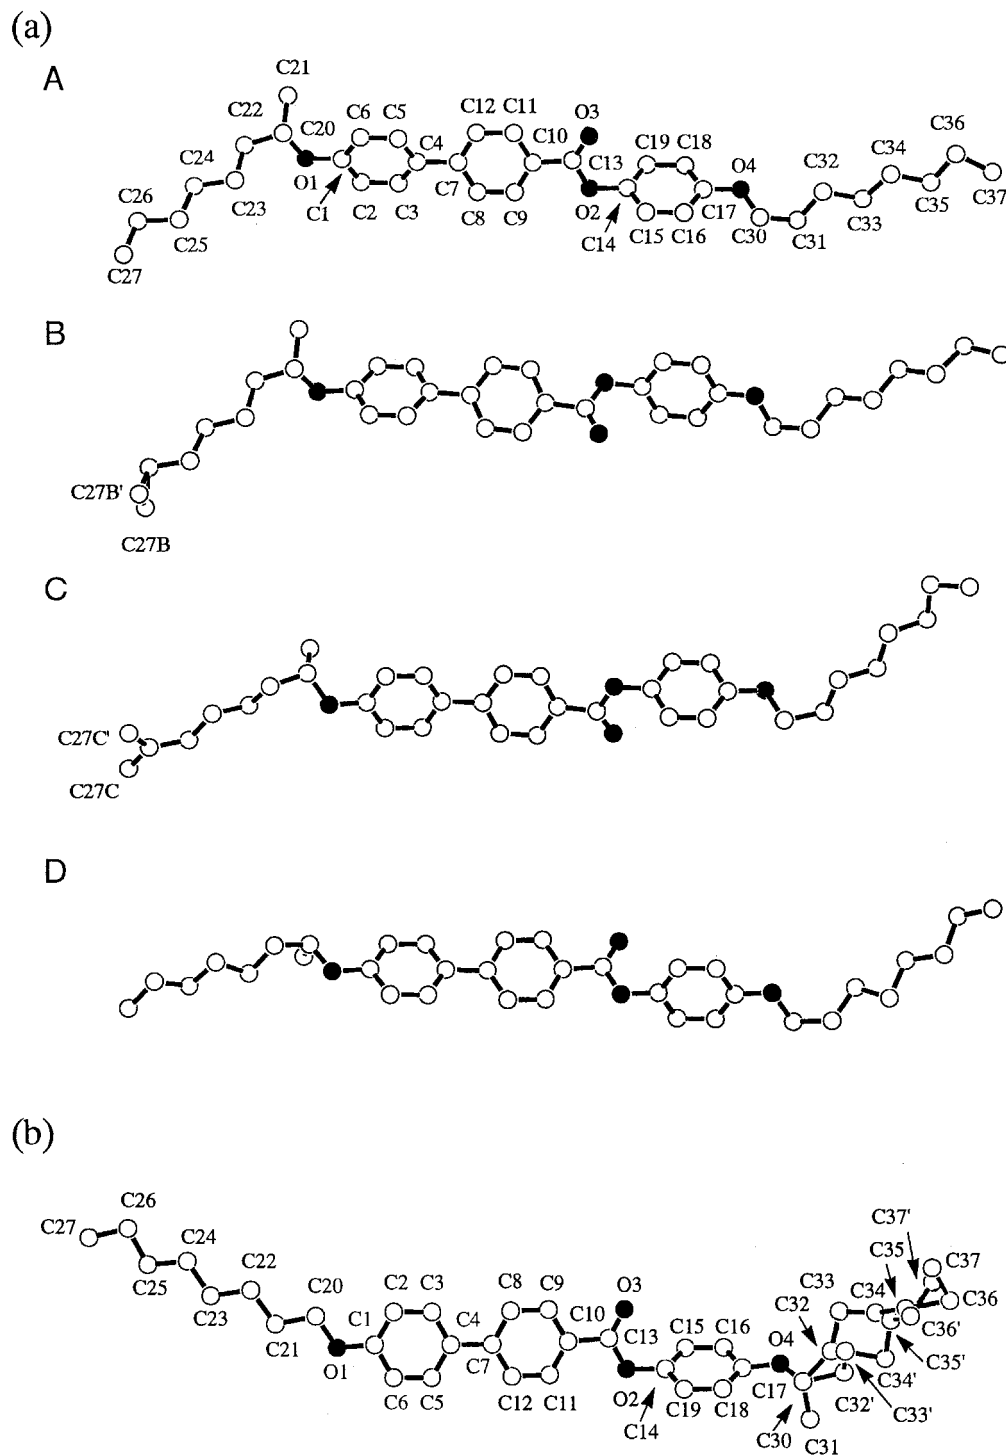 (a)
A
C21
C22 C20 C6 C5 C12 C11 O3
C24 C4 C10 C13 C19 C18 O4 C32 C34 C36
C26 C23 O1 C7 O2 C17 C37
C25 C1 C2 C3 C8 C9 C14 C15 C16 C30 C31 C33 C35
C27
B
C27B'
C27B
C
C27C'
C27C
D
(b)
C27 C26 C24 C22 C20 C2 C3 C8 C9 O3 C33 C35 C37' C37
C25 C23 C21 C1 C4 C10 C13 C15 C16 O4 C32 C34 C36
O1 C7 O2 C17 C36'
C6 C5 C12 C11 C14 C19 C18 C30 C32' C34' C35'
C31 C33'